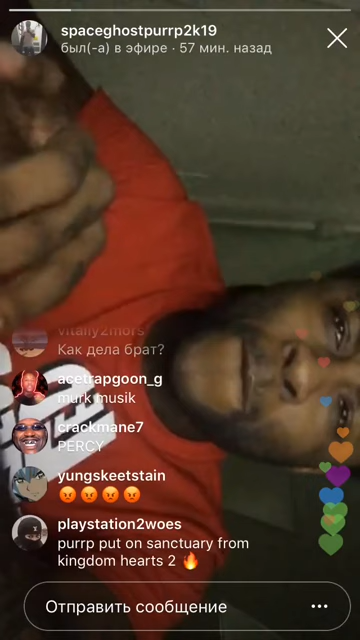 spaceghostpurrp2k19
был(-а) в эфире · 57 мин. назад
vitaliy2mors
Как дела брат?
acetrapgoon_g
murk musik
crackmane7
PERCY
yungskeetstain
😡😡😡😡
playstation2woes
purrp put on sanctuary from
kingdom hearts 2 🔥
Отправить сообщение